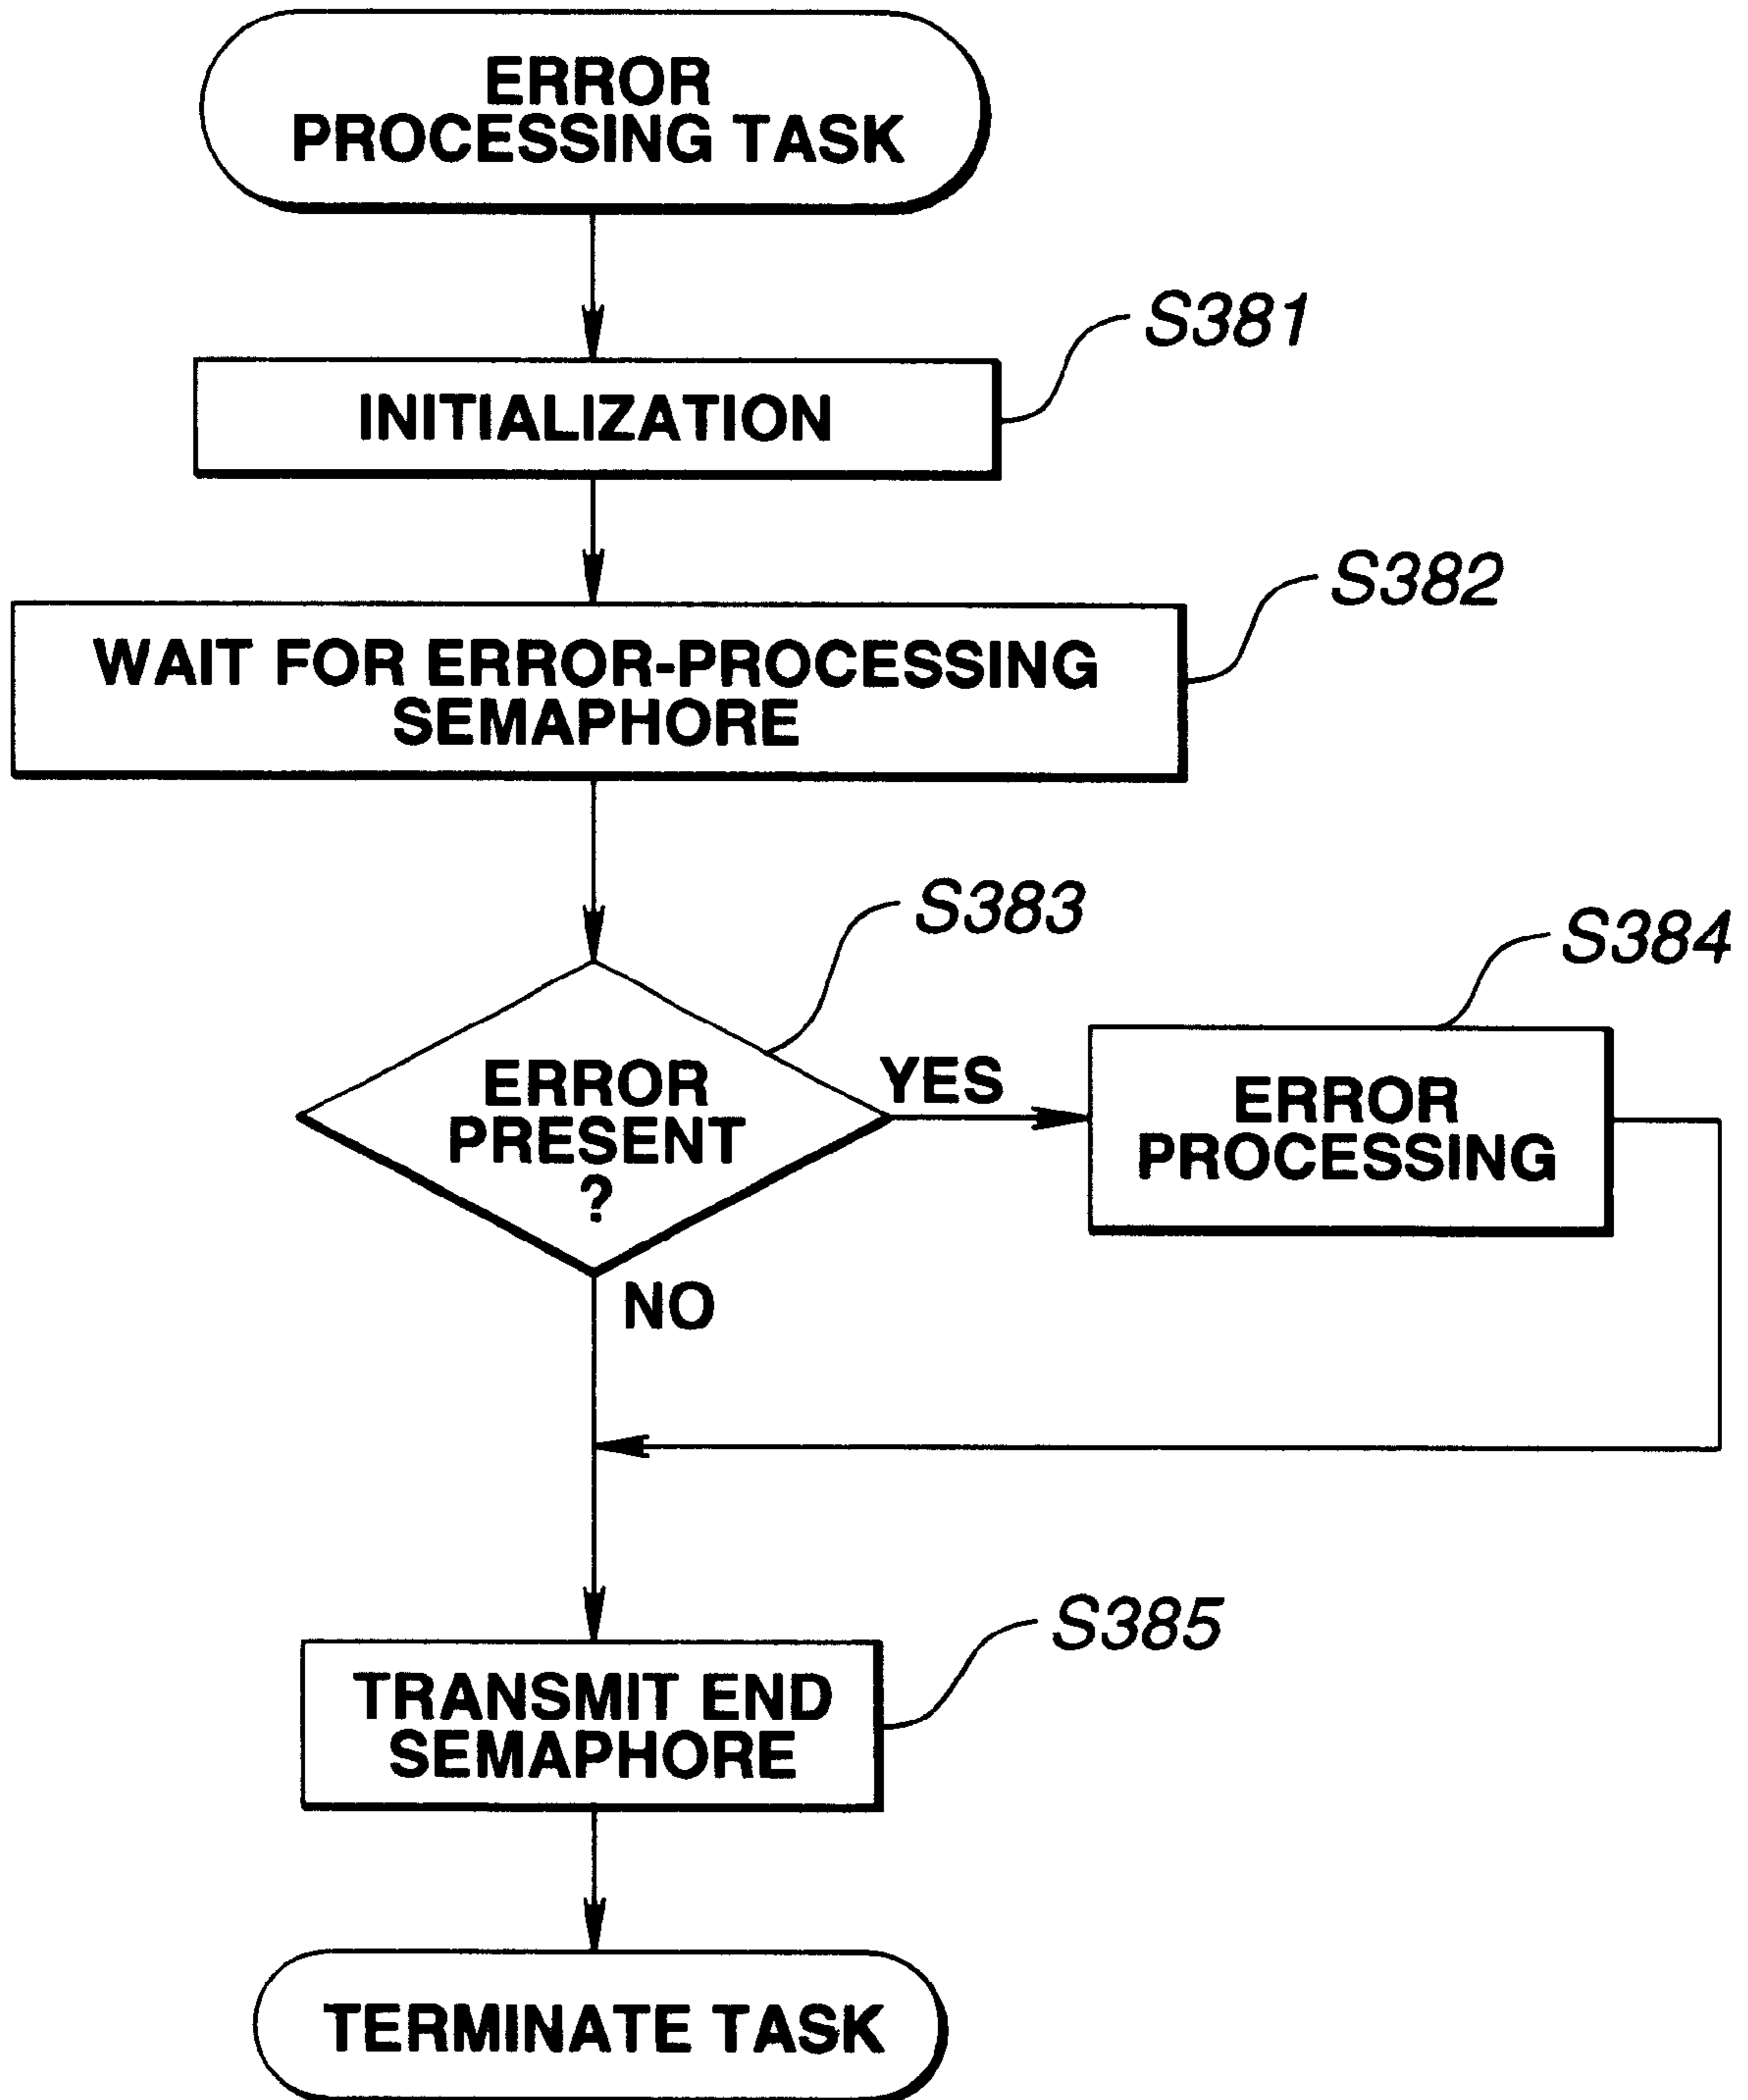 ERROR
PROCESSING TASK
S381
INITIALIZATION
S382
WAIT FOR ERROR-PROCESSING
SEMAPHORE
S383
S384
ERROR
PRESENT
?
YES
ERROR
PROCESSING
NO
S385
TRANSMIT END
SEMAPHORE
TERMINATE TASK